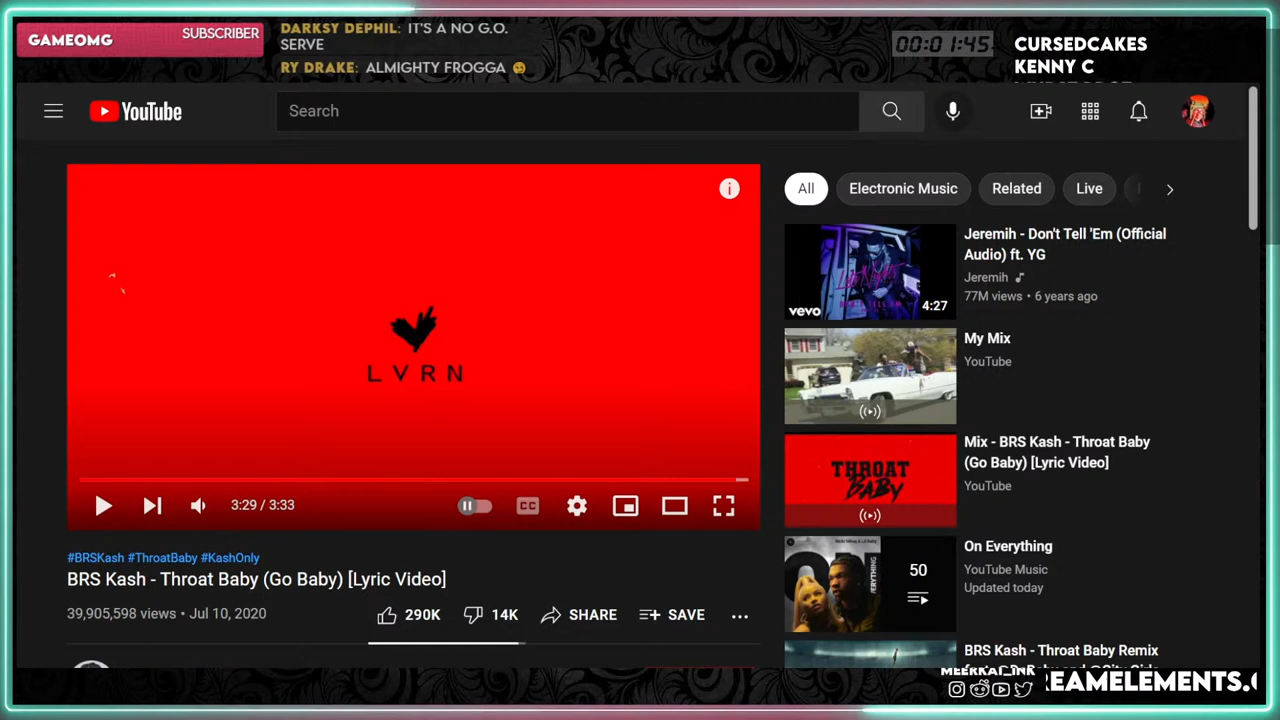 GAMEOMG SUBSCRIBER
DARKSY DEPHIL: IT'S A NO G.O.
SERVE
RY DRAKE: ALMIGHTY FROGGA
00:01:45
CURSEDCAKES
KENNY C
YouTube
Search
i
LVRN
3:29 / 3:33
CC
#BRSKash #ThroatBaby #KashOnly
BRS Kash - Throat Baby (Go Baby) [Lyric Video]
39,905,598 views • Jul 10, 2020
290K 14K SHARE SAVE
All Electronic Music Related Live
vevo
4:27
Jeremih - Don't Tell 'Em (Official
Audio) ft. YG
Jeremih
77M views • 6 years ago
My Mix
YouTube
THROAT
BABY
Mix - BRS Kash - Throat Baby
(Go Baby) [Lyric Video]
YouTube
50
On Everything
YouTube Music
Updated today
BRS Kash - Throat Baby Remix
MEERKAT_INK
REAMELEMENTS.